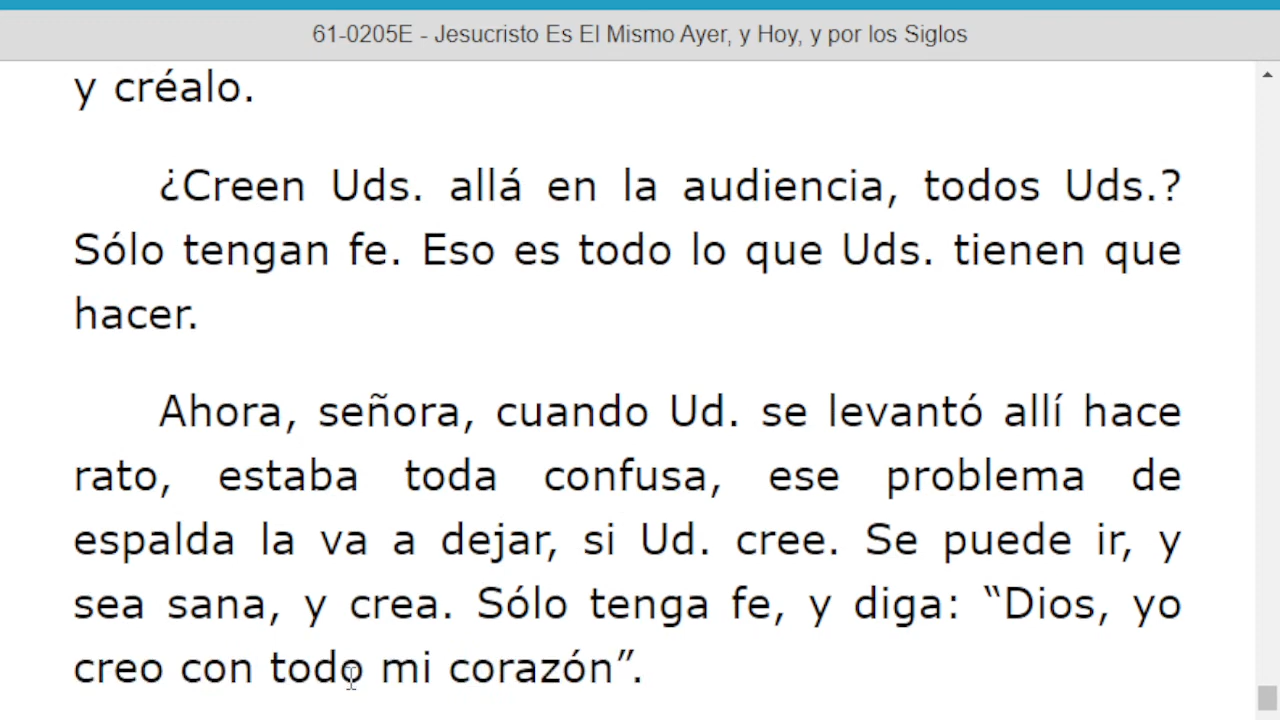 61-0205E - Jesucristo Es El Mismo Ayer, y Hoy, y por los Siglos
y créalo.
¿Creen Uds. allá en la audiencia, todos Uds.?
Sólo tengan fe. Eso es todo lo que Uds. tienen que
hacer.
Ahora, señora, cuando Ud. se levantó allí hace
rato, estaba toda confusa, ese problema de
espalda la va a dejar, si Ud. cree. Se puede ir, y
sea sana, y crea. Sólo tenga fe, y diga: “Dios, yo
creo con todo mi corazón”.